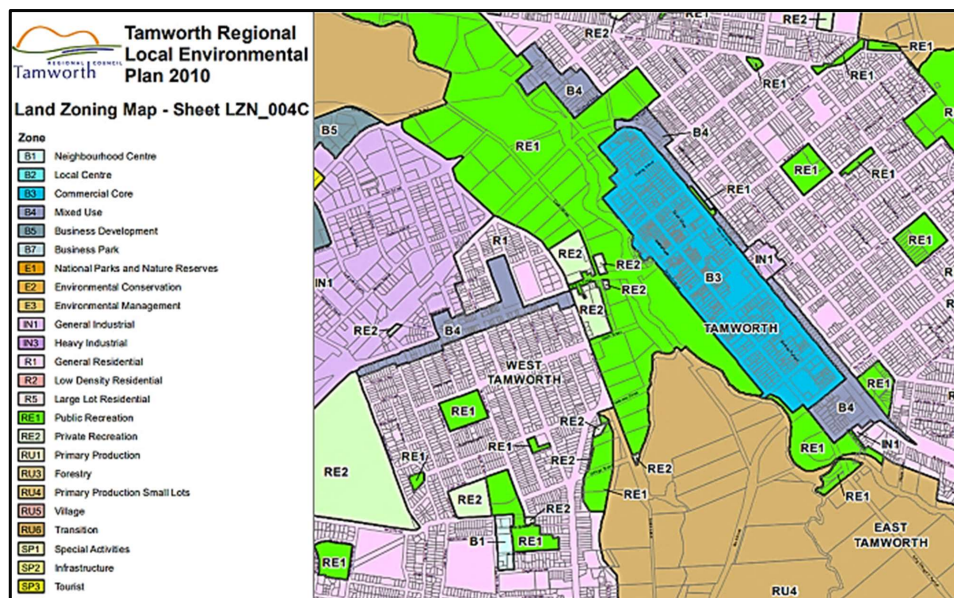 Tamworth Regional
Local Environmental
Plan 2010
REGIONAL COUNCIL
Tamworth
Land Zoning Map - Sheet LZN_004C
Zone
B1 Neighbourhood Centre
B2 Local Centre
B3 Commercial Core
B4 Mixed Use
B5 Business Development
B7 Business Park
E1 National Parks and Nature Reserves
E2 Environmental Conservation
E3 Environmental Management
IN1 General Industrial
IN3 Heavy Industrial
R1 General Residential
R2 Low Density Residential
R5 Large Lot Residential
RE1 Public Recreation
RE2 Private Recreation
RU1 Primary Production
RU3 Forestry
RU4 Primary Production Small Lots
RU5 Village
RU6 Transition
SP1 Special Activities
SP2 Infrastructure
SP3 Tourist
RE2
RE2
RE1
RE1
B4
B5
B4
RE1
RE1
RE1
RE1
RE1
R1
RE2
RE2
IN1
RE1
IN1
B3
RE2
RE2
RE2
B4
TAMWORTH
WEST
TAMWORTH
RE1
RE1
B4
RE2
RE1
RE1
IN1
RE2
RE1
RE2
RE2
RE2
RE1
RE1
RE2
RE1
EAST
TAMWORTH
B1
RE1
RE1
RU4